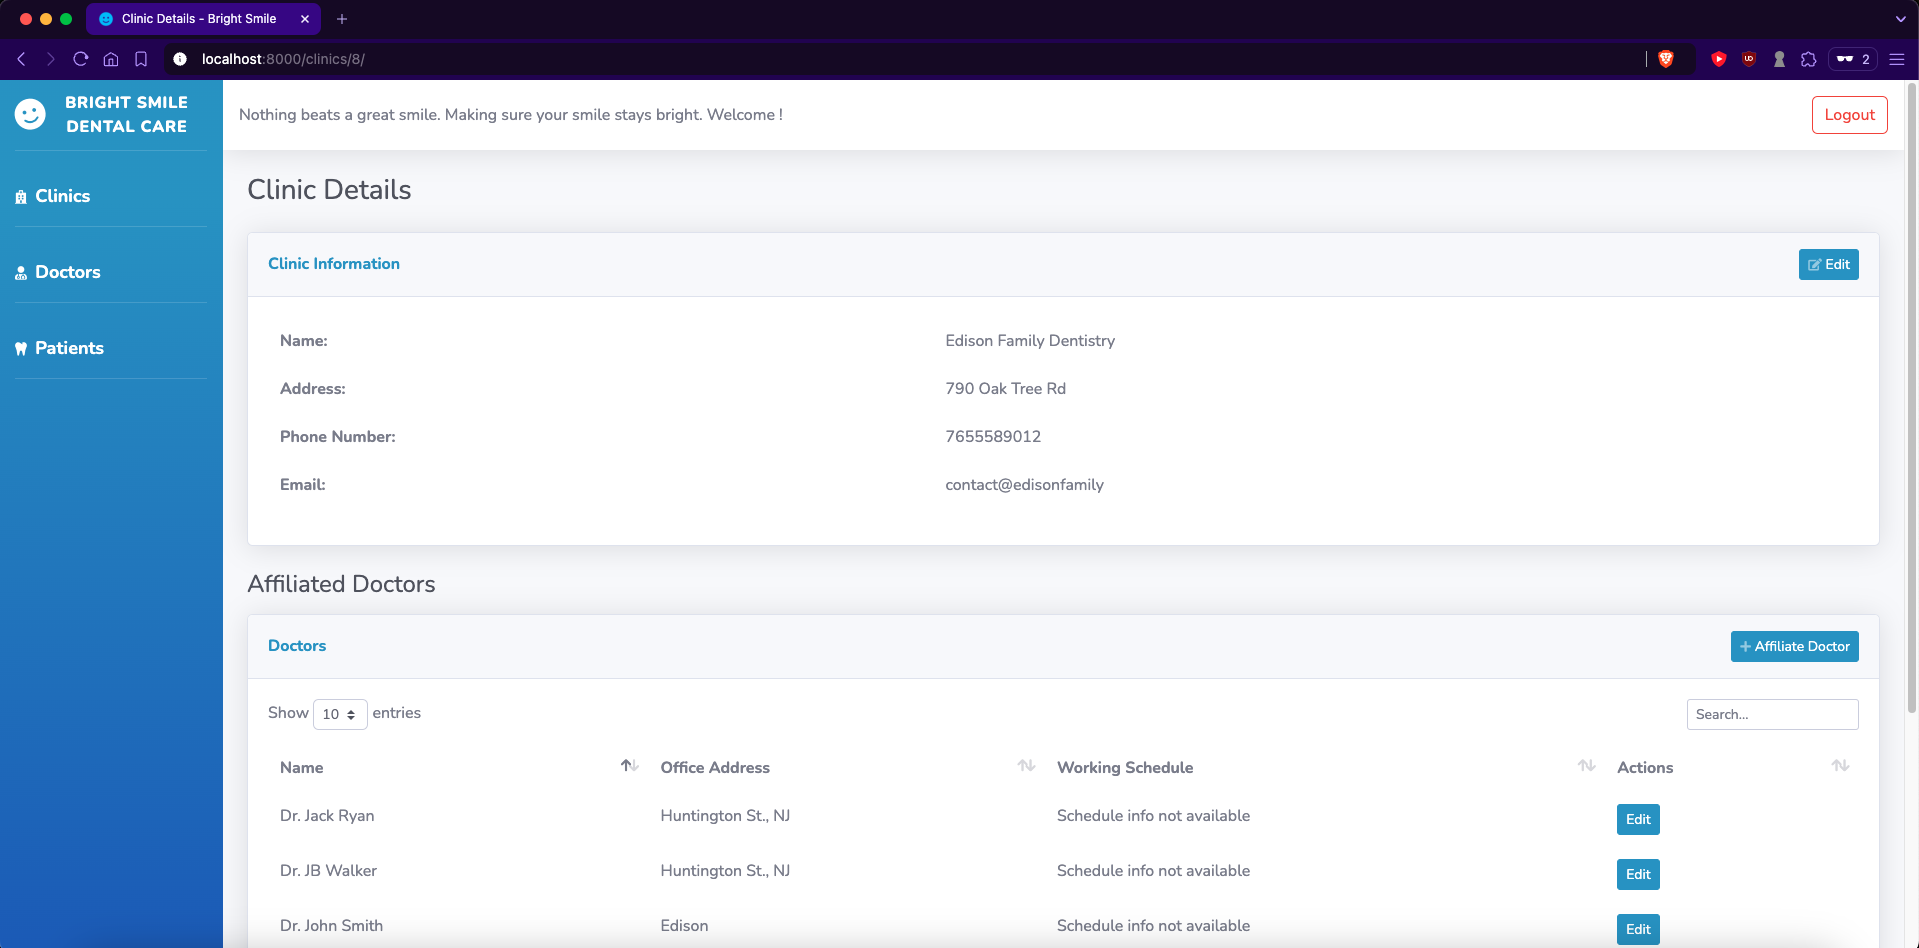 Clinic Details - Bright Smile
localhost:8000/clinics/8/
2
BRIGHT SMILE
DENTAL CARE
Clinics
Doctors
Patients
Nothing beats a great smile. Making sure your smile stays bright. Welcome !
Logout
Clinic Details
Clinic Information
Edit
Name: Edison Family Dentistry
Address: 790 Oak Tree Rd
Phone Number: 7655589012
Email: contact@edisonfamily
Affiliated Doctors
Doctors
+ Affiliate Doctor
Show 10 entries
Search...
Name Office Address Working Schedule Actions
Dr. Jack Ryan Huntington St., NJ Schedule info not available Edit
Dr. JB Walker Huntington St., NJ Schedule info not available Edit
Dr. John Smith Edison Schedule info not available Edit